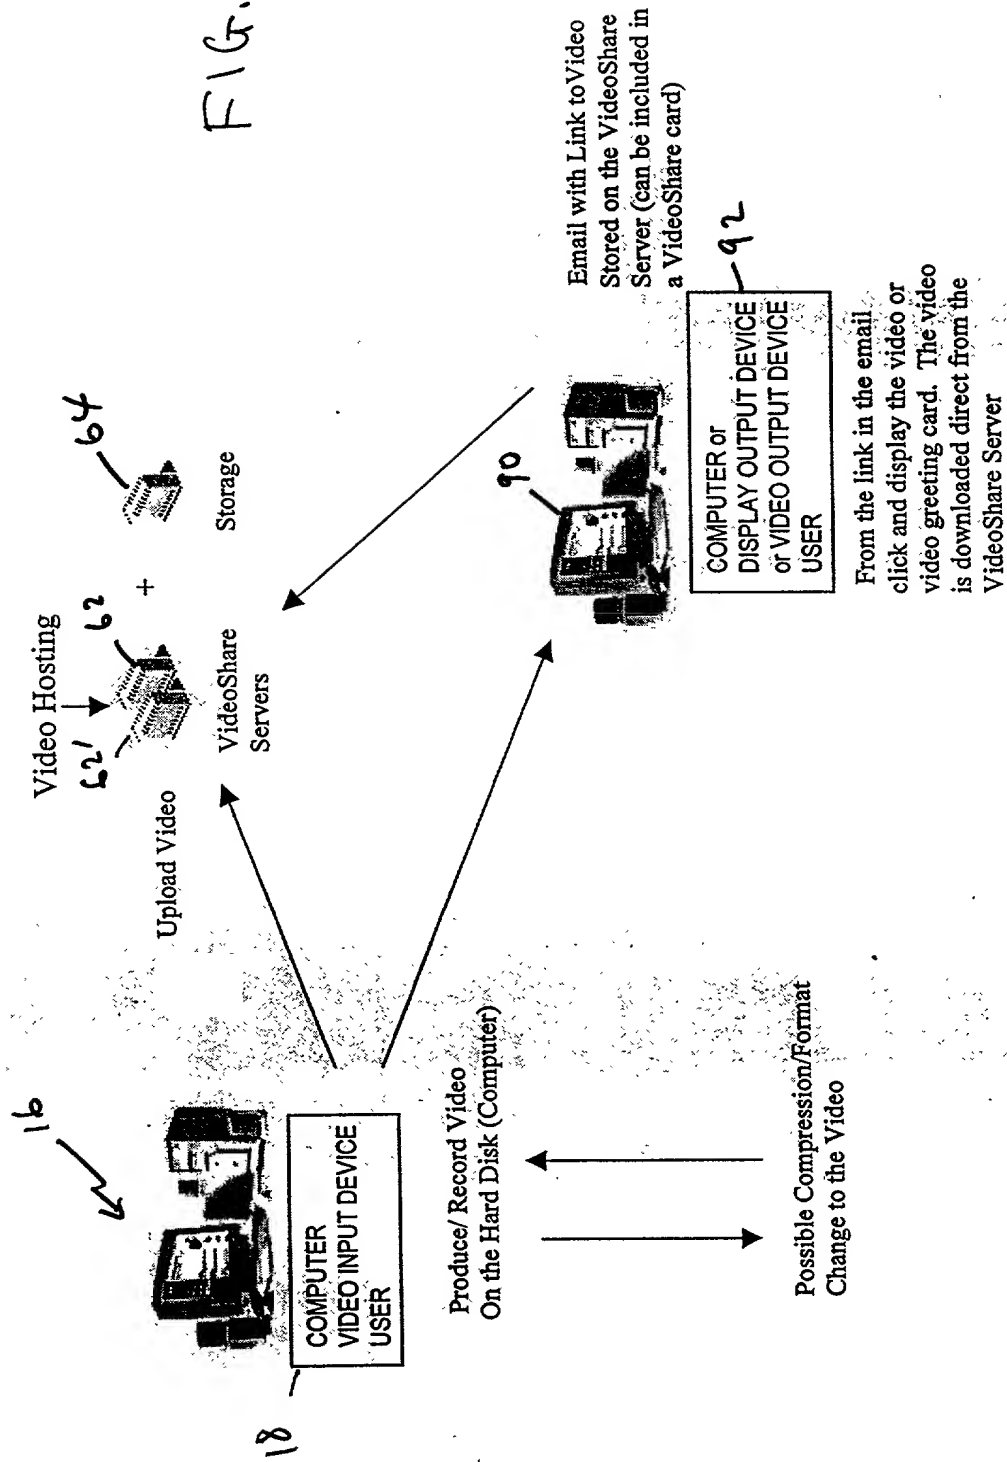 FIG.
16
COMPUTER
VIDEO INPUT DEVICE
USER
18
Produce/ Record Video
On the Hard Disk (Computer)
Possible Compression/Format
Change to the Video
Upload Video
Video Hosting
62'
62
+
64
VideoShare
Servers
Storage
Email with Link to Video
Stored on the VideoShare
Server (can be included in
a VideoShare card)
90
COMPUTER or
DISPLAY OUTPUT DEVICE
or VIDEO OUTPUT DEVICE
USER
92
From the link in the email
click and display the video or
video greeting card. The video
is downloaded direct from the
VideoShare Server